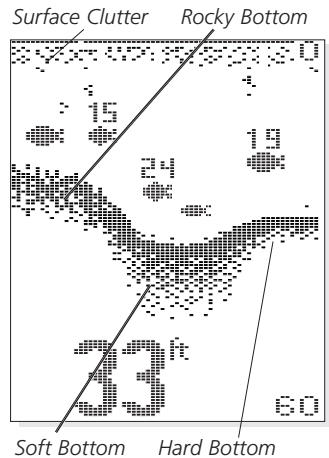 Surface Clutter Rocky Bottom
0
15
19
24
33 ft
60
Soft Bottom Hard Bottom